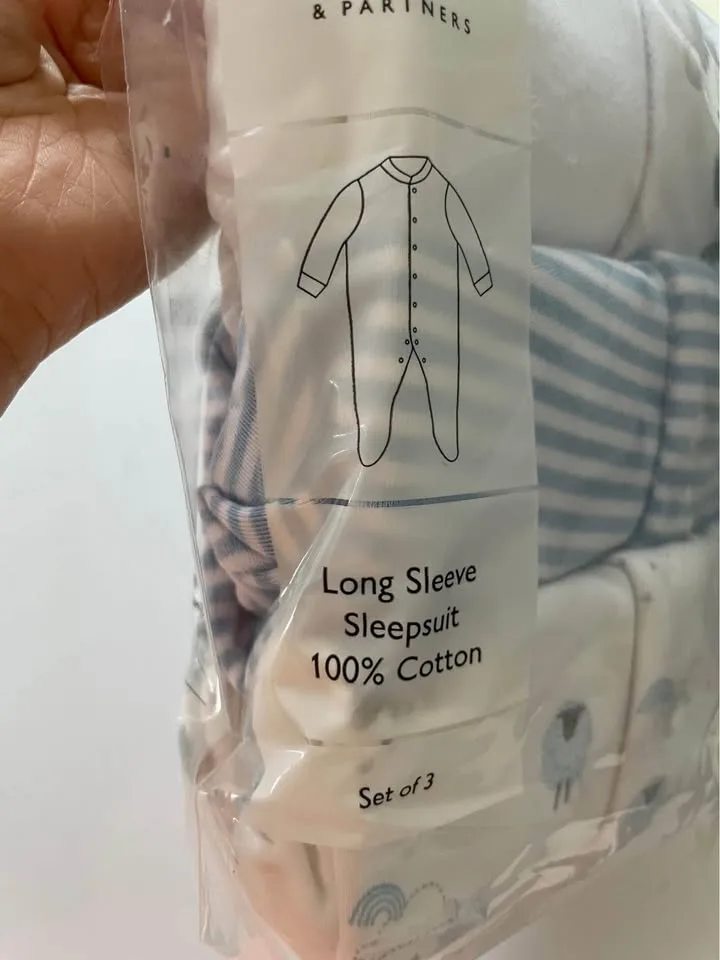 & PARTNERS
Long Sleeve
Sleepsuit
100% Cotton
Set of 3